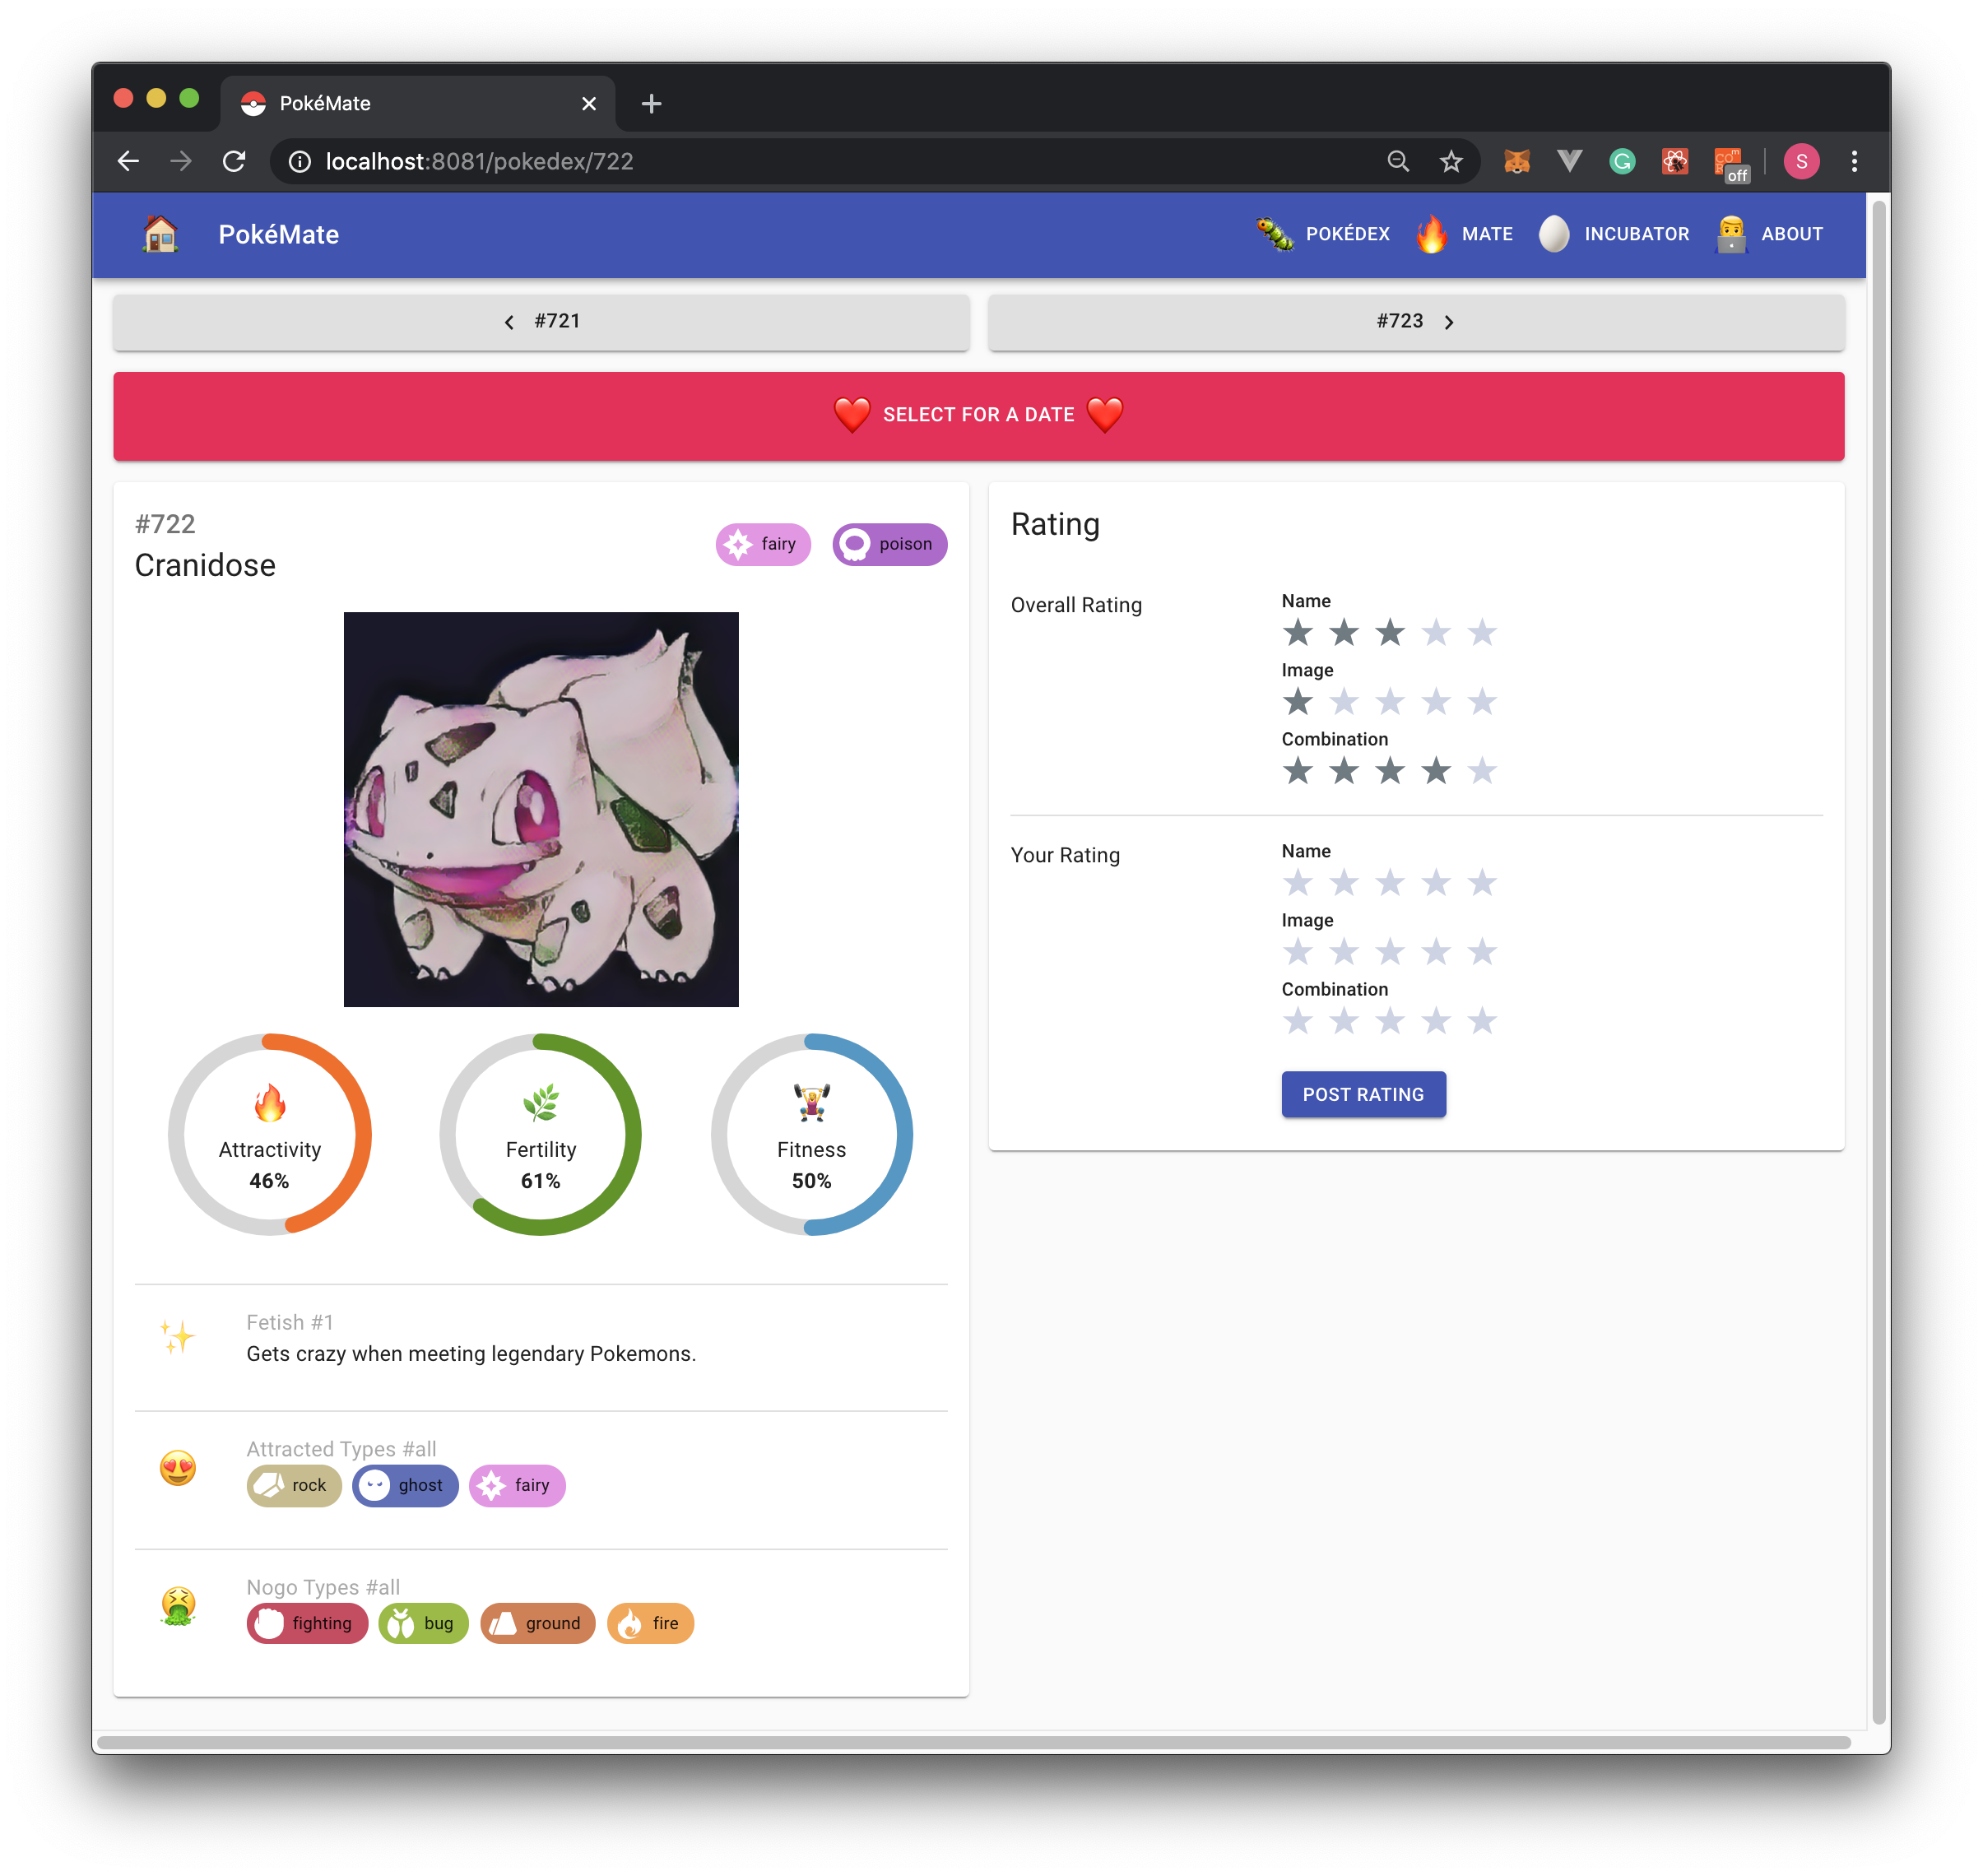 PokéMate
localhost:8081/pokedex/722
off
S
PokéMate
POKÉDEX
MATE
INCUBATOR
ABOUT
#721
#723
SELECT FOR A DATE
#722
Cranidose
fairy
poison
Attractivity
46%
Fertility
61%
Fitness
50%
Fetish #1
Gets crazy when meeting legendary Pokemons.
Attracted Types #all
rock
ghost
fairy
Nogo Types #all
fighting
bug
ground
fire
Rating
Overall Rating
Name
Image
Combination
Your Rating
Name
Image
Combination
POST RATING